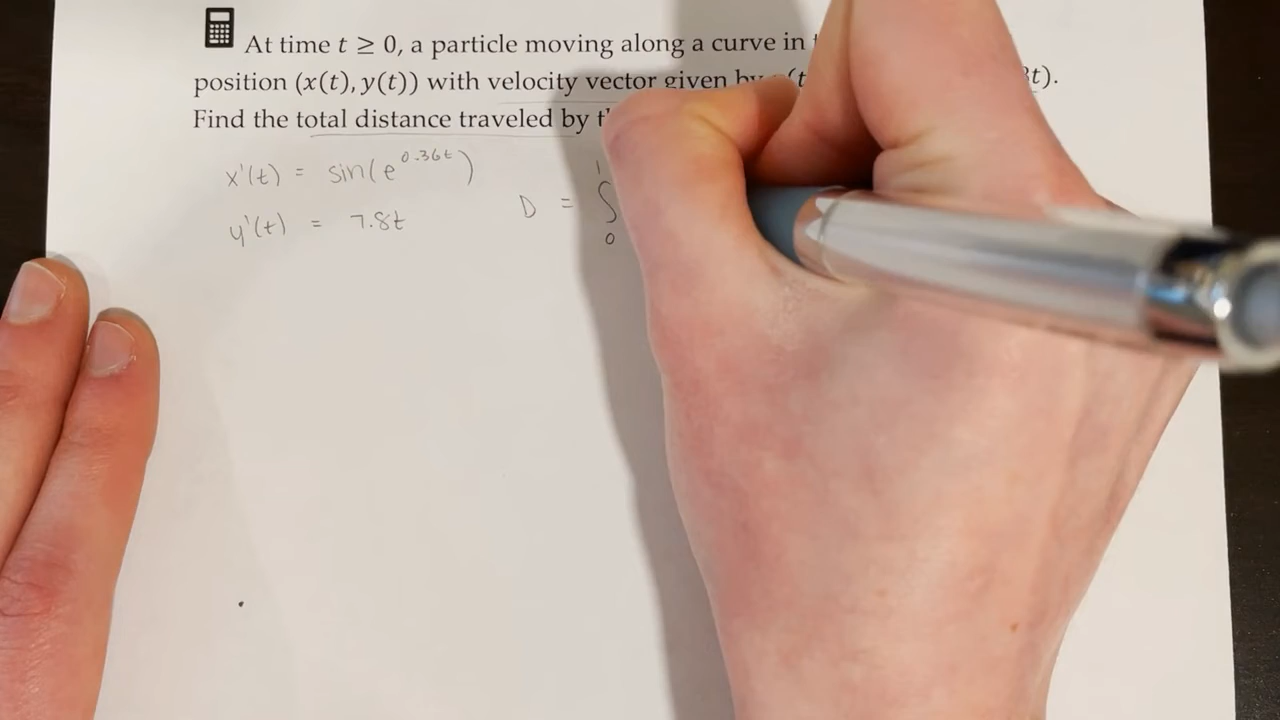 At time t ≥ 0, a particle moving along a curve in
position (x(t), y(t)) with velocity vector given by t).
Find the total distance traveled by
x'(t) = sin(e^{0.36t})
y'(t) = 7.8t
D = ∫_0^1